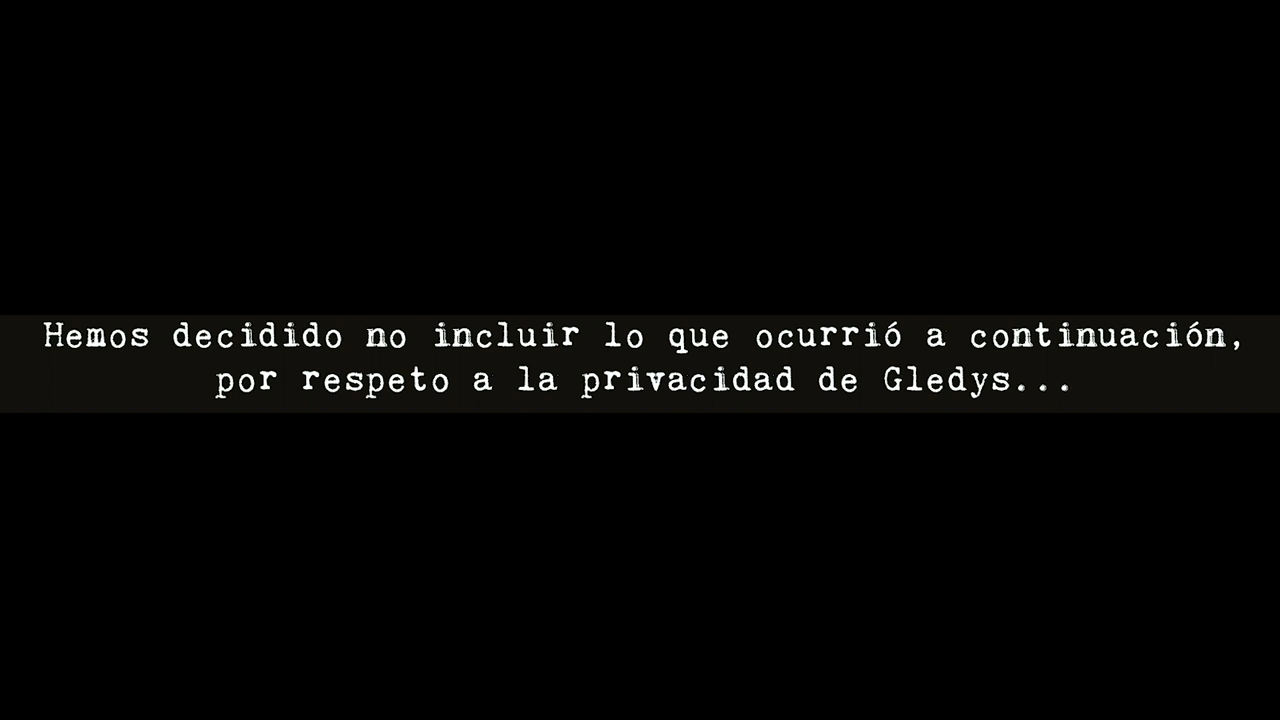 Hemos decidido no incluir lo que ocurrió a continuación,
por respeto a la privacidad de Gledys...